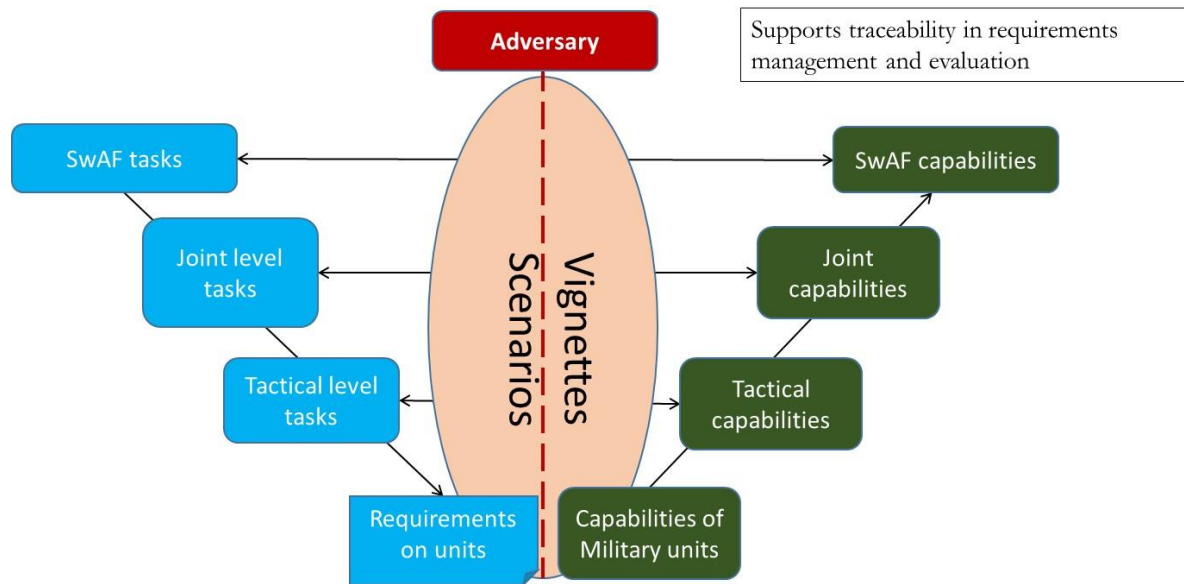 Adversary
Supports traceability in requirements
management and evaluation
SwAF tasks
SwAF capabilities
Joint level
tasks
Joint
capabilities
Vignettes
Scenarios
Tactical level
tasks
Tactical
capabilities
Requirements
on units
Capabilities of
Military units